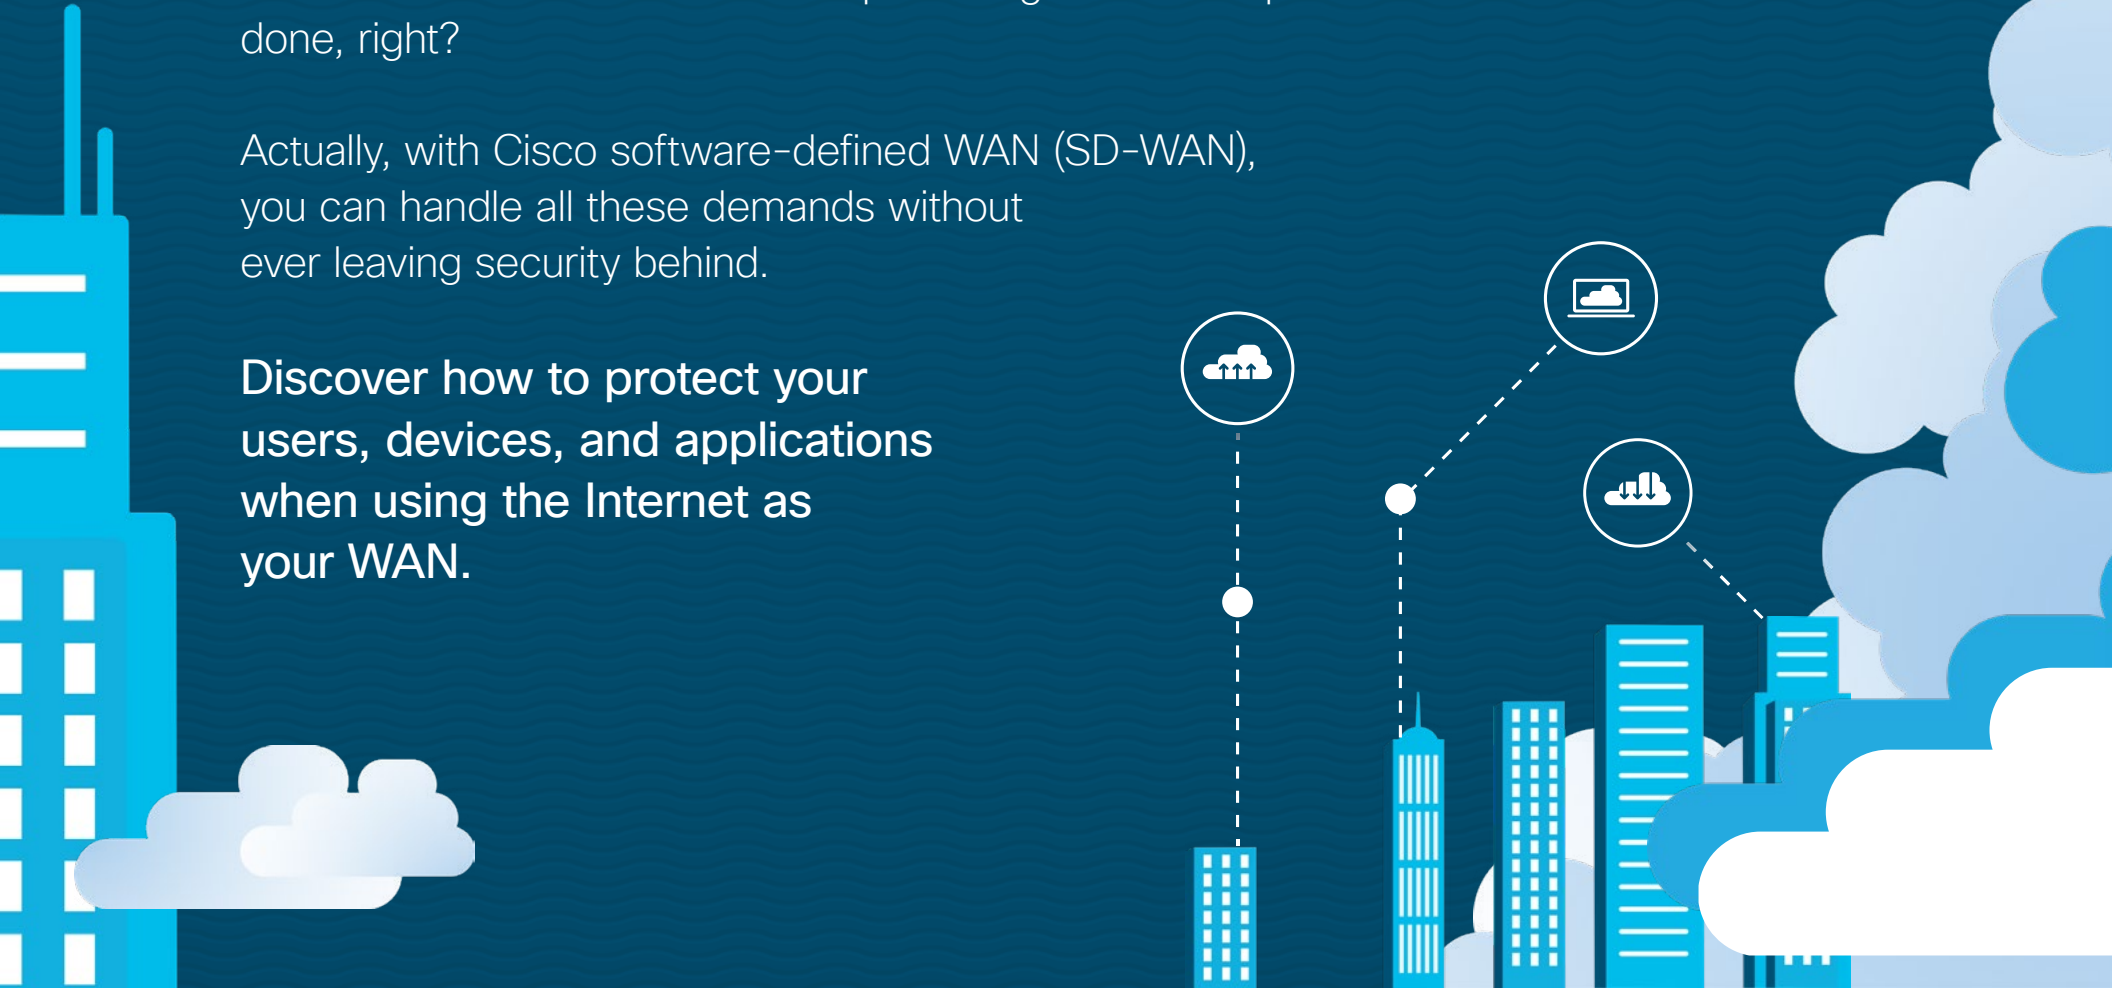 done, right?
Actually, with Cisco software-defined WAN (SD-WAN),
you can handle all these demands without
ever leaving security behind.
Discover how to protect your
users, devices, and applications
when using the Internet as
your WAN.